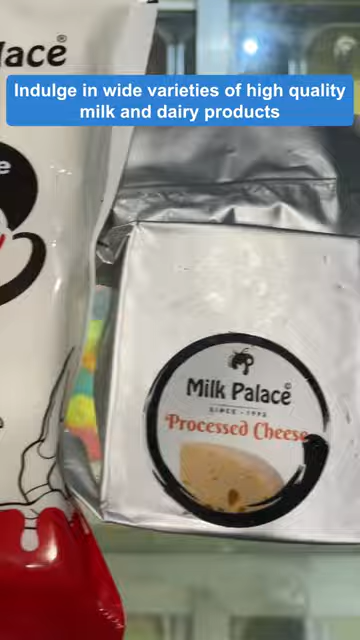 lace®
Indulge in wide varieties of high quality
milk and dairy products
e
Milk Palace®
SINCE - 1992
Processed Cheese